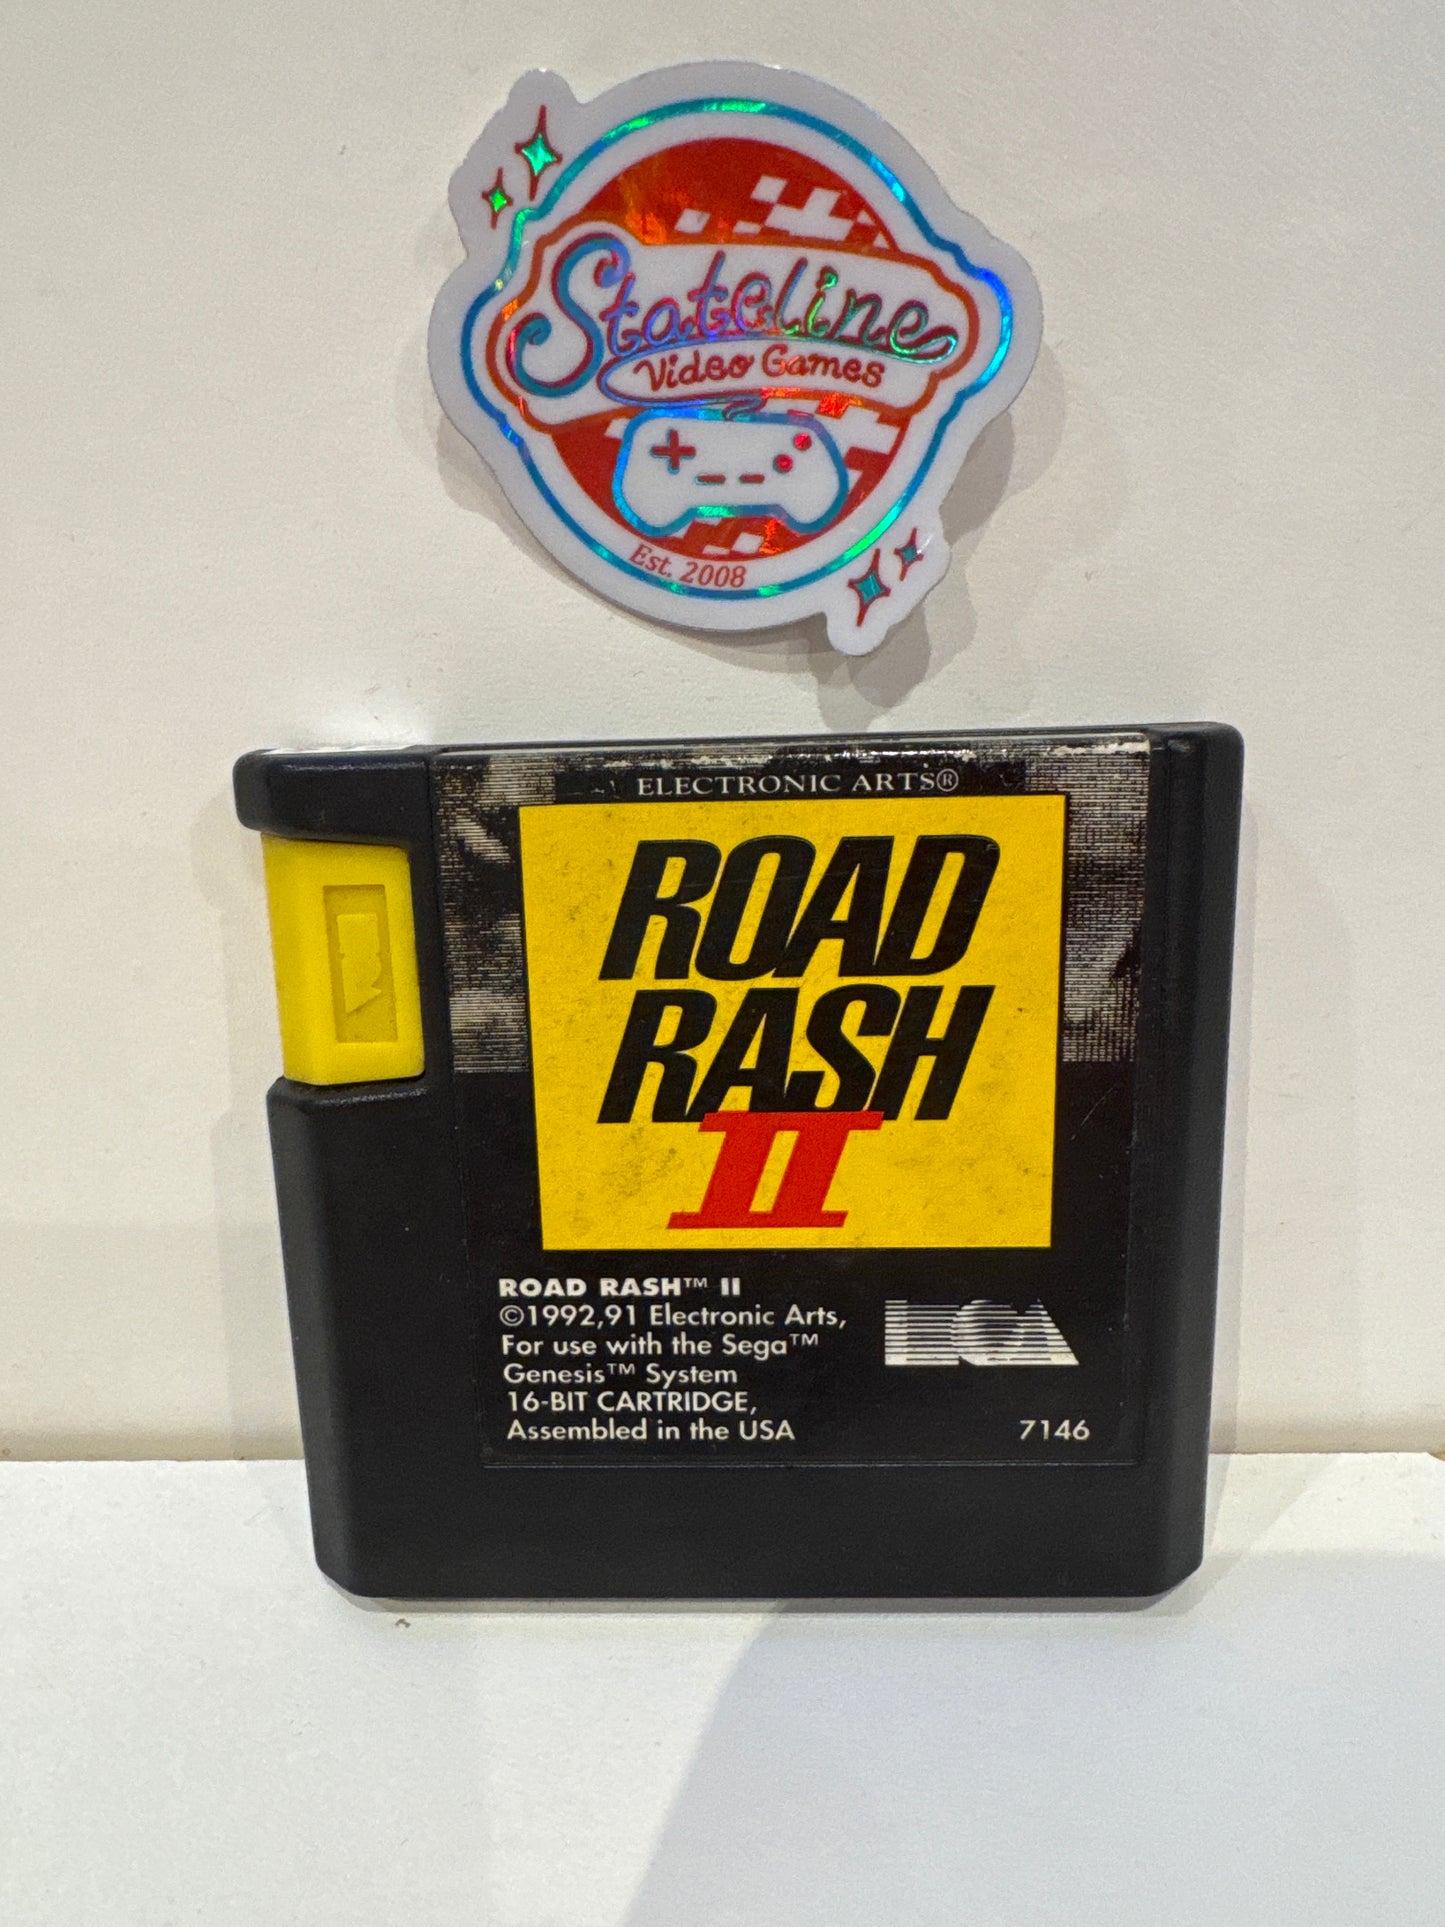 Stateline
Video Games
Est. 2008
ELECTRONIC ARTS®
ROAD
RASH
II
ROAD RASH™ II
©1992,91 Electronic Arts,
For use with the Sega™
Genesis™ System
16-BIT CARTRIDGE,
Assembled in the USA
EA
7146